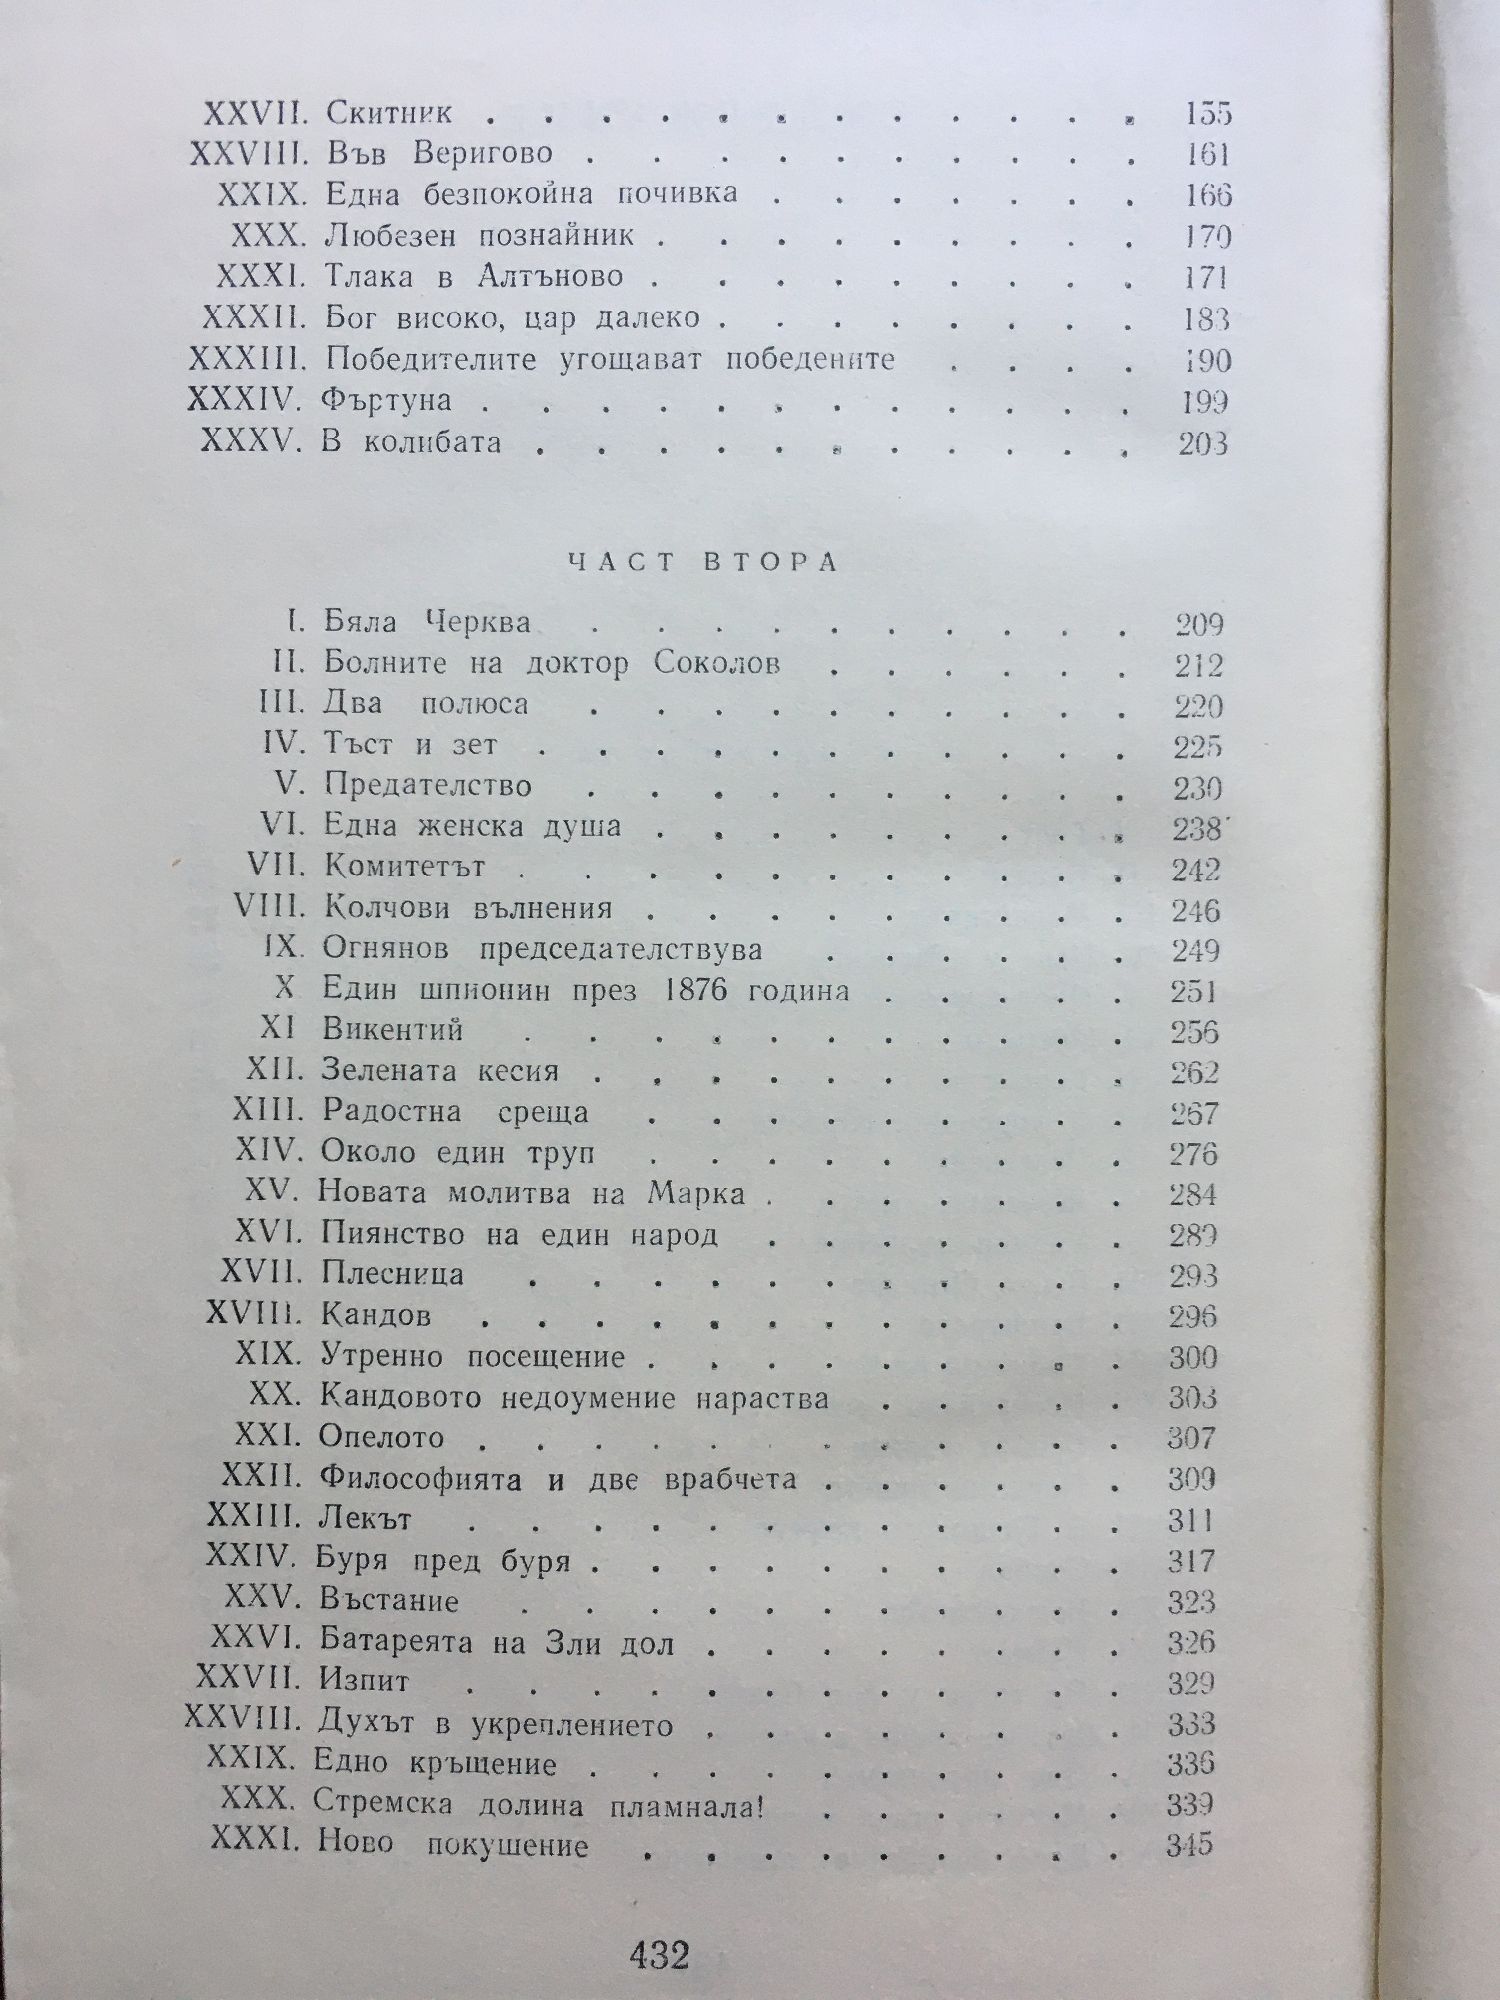 XXVII. Скитник . . . . . . . . . . . . 155
XXVIII. Във Веригово . . . . . . . . . . 161
XXIX. Една безпокойна почивка . . . . . . . 166
XXX. Любезен познайник . . . . . . . . . 170
XXXI. Тлака в Алтъново . . . . . . . . . 171
XXXII. Бог високо, цар далеко . . . . . . . . 183
XXXIII. Победителите угощават победените . . . . 190
XXXIV. Фъртуна . . . . . . . . . . . . 199
XXXV. В колибата . . . . . . . . . . . 203
ЧАСТ ВТОРА
I. Бяла Черква . . . . . . . . . . 209
II. Болните на доктор Соколов . . . . . . 212
III. Два полюса . . . . . . . . . . 220
IV. Тъст и зет . . . . . . . . . . . 225
V. Предателство . . . . . . . . . . 230
VI. Една женска душа . . . . . . . . . 238
VII. Комитетът . . . . . . . . . . . 242
VIII. Колчови вълнения . . . . . . . . . 246
IX. Огнянов председателствува . . . . . . 249
X Един шпионин през 1876 година . . . . . 251
XI Викентий . . . . . . . . . . . 256
XII. Зелената кесия . . . . . . . . . . 262
XIII. Радостна среща . . . . . . . . . 267
XIV. Около един труп . . . . . . . . . 276
XV. Новата молитва на Марка . . . . . . . 284
XVI. Пиянство на един народ . . . . . . . 289
XVII. Плесница . . . . . . . . . . . 293
XVIII. Кандов . . . . . . . . . . . . 296
XIX. Утренно посещение . . . . . . . . . 300
XX. Кандовото недоумение нараства . . . . . 303
XXI. Опелото . . . . . . . . . . . . 307
XXII. Философията и две врабчета . . . . . . 309
XXIII. Лекът . . . . . . . . . . . . 311
XXIV. Буря пред буря . . . . . . . . . . 317
XXV. Въстание . . . . . . . . . . . 323
XXVI. Батареята на Зли дол . . . . . . . . 326
XXVII. Изпит . . . . . . . . . . . . 329
XXVIII. Духът в укреплението . . . . . . . . 333
XXIX. Едно кръщение . . . . . . . . . . 336
XXX. Стремска долина пламнала! . . . . . . 339
XXXI. Ново покушение . . . . . . . . . 345
432